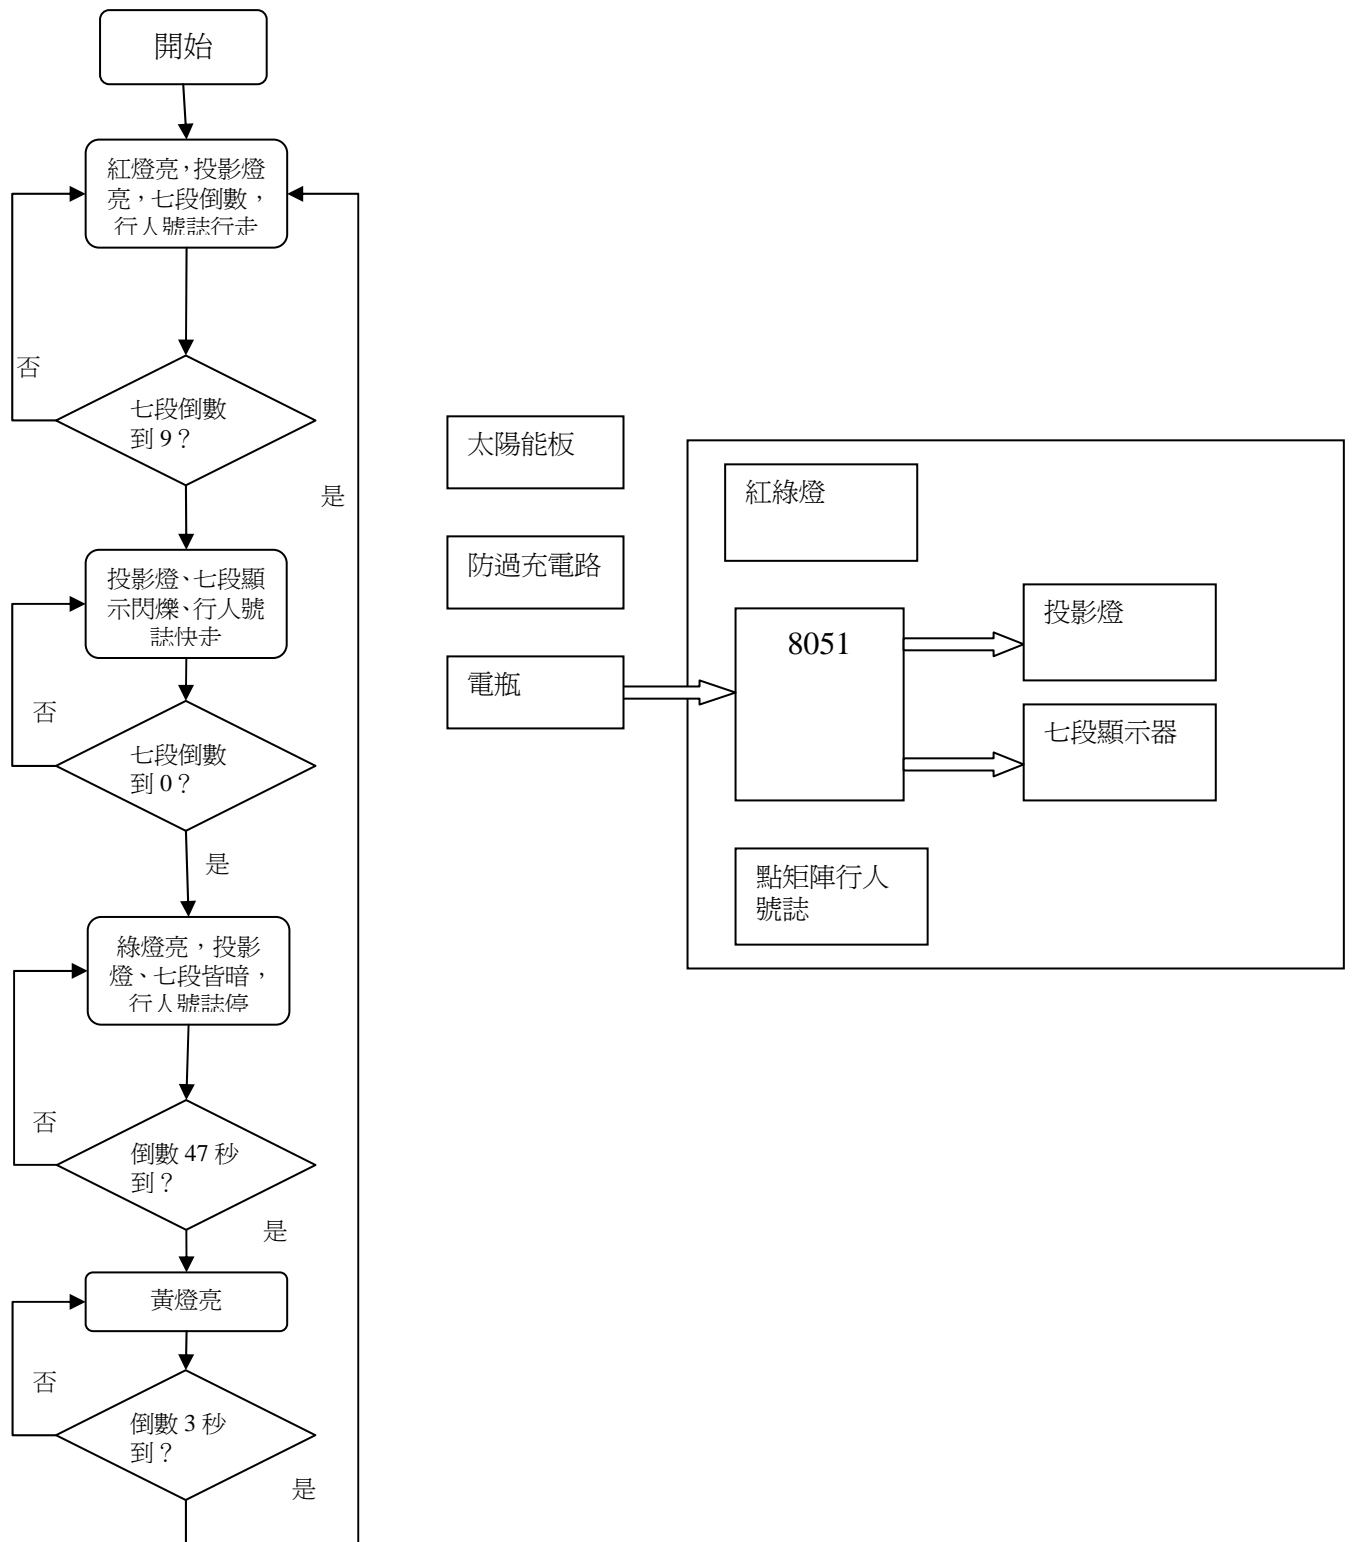 開始
紅燈亮，投影燈
亮，七段倒數，
行人號誌行走
否
七段倒數
到 9？
是
投影燈、七段顯
示閃爍、行人號
誌快走
否
七段倒數
到 0？
是
綠燈亮，投影
燈、七段皆暗，
行人號誌停
否
倒數 47 秒
到？
是
黃燈亮
否
倒數 3 秒
到？
是
太陽能板
防過充電路
電瓶
紅綠燈
8051
投影燈
七段顯示器
點矩陣行人
號誌